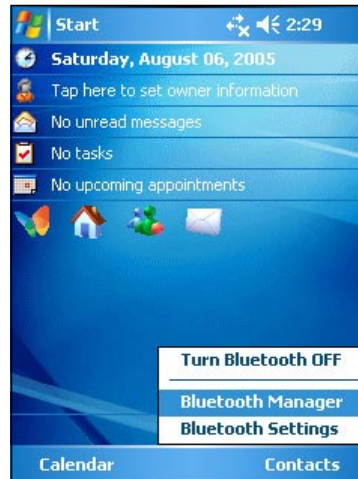 Start 2:29
Saturday, August 06, 2005
Tap here to set owner information
No unread messages
No tasks
No upcoming appointments
Turn Bluetooth OFF
Bluetooth Manager
Bluetooth Settings
Calendar Contacts